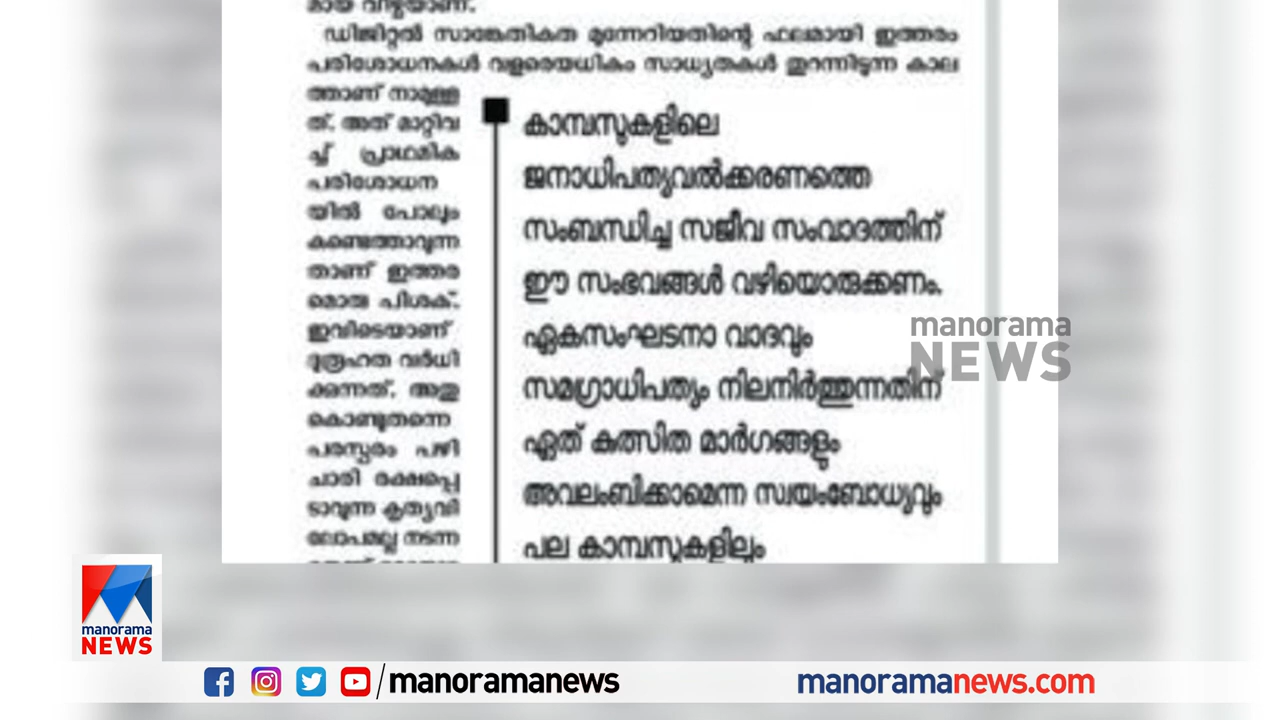 മായ വീഴ്ചയാണ്.
ഡിജിറ്റൽ സാങ്കേതികത മുന്നേറിയതിന്റെ ഫലമായി ഇത്തരം
പരിശോധനകൾ വളരെയധികം സാധ്യതകൾ തുറന്നിടുന്ന കാല
ത്താണ് നാമുള്ള
ത്. അത് മാറ്റിവ
ച്ച് പ്രാഥമിക
പരിശോധന
യിൽ പോലും
കണ്ടെത്താവുന്ന
താണ് ഇത്തര
മൊരു പിശക്.
ഇവിടെയാണ്
ദുരൂഹത വർധി
ക്കുന്നത്. അതു
കൊണ്ടുതന്നെ
പരസ്പരം പഴി
ചാരി രക്ഷപ്പെ
ടാവുന്ന കൃത്യവി
ലോപമല്ല നടന്ന
കാമ്പസുകളിലെ
ജനാധിപത്യവൽക്കരണത്തെ
സംബന്ധിച്ച സജീവ സംവാദത്തിന്
ഈ സംഭവങ്ങൾ വഴിയൊരുക്കണം.
ഏകസംഘടനാ വാദവും
സമഗ്രാധിപത്യം നിലനിർത്തുന്നതിന്
ഏത് കുത്സിത മാർഗങ്ങളും
അവലംബിക്കാമെന്ന സ്വയംബോധ്യവും
പല കാമ്പസുകളിലും
manorama
NEWS
manorama
NEWS
/manoramanews
manoramanews.com